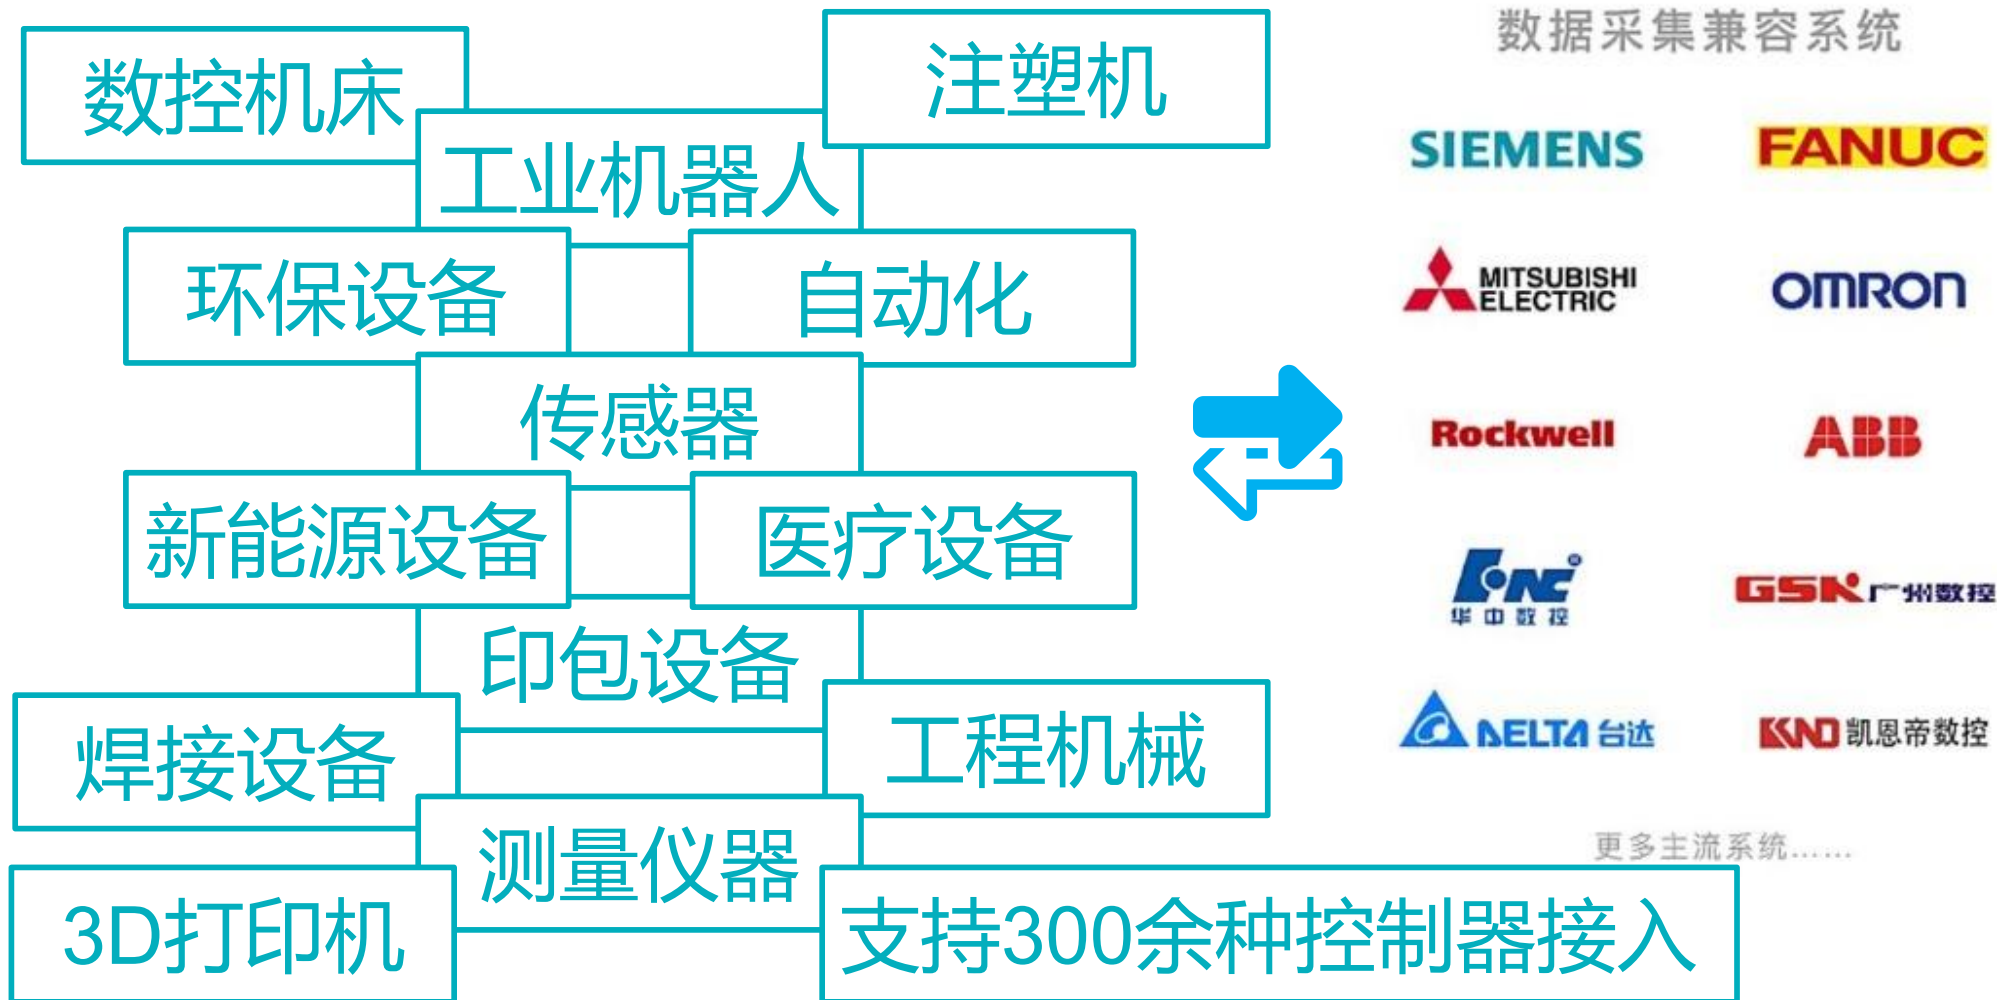 数控机床
注塑机
工业机器人
环保设备
自动化
传感器
新能源设备
医疗设备
印包设备
焊接设备
工程机械
测量仪器
3D打印机
支持300余种控制器接入
数据采集兼容系统
SIEMENS
FANUC
MITSUBISHI
ELECTRIC
OMRON
Rockwell
ABB
HNC
华中数控
GSK广州数控
DELTA 台达
KND 凯恩帝数控
更多主流系统……